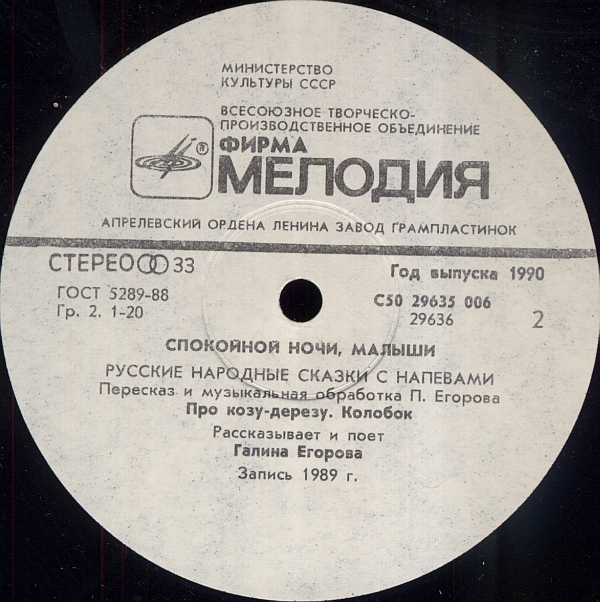 МИНИСТЕРСТВО
КУЛЬТУРЫ СССР
ВСЕСОЮЗНОЕ ТВОРЧЕСКО-
ПРОИЗВОДСТВЕННОЕ ОБЪЕДИНЕНИЕ
ФИРМА
®
МЕЛОДИЯ
АПРЕЛЕВСКИЙ ОРДЕНА ЛЕНИНА ЗАВОД ГРАМПЛАСТИНОК
СТЕРЕО 33
Год выпуска 1990
ГОСТ 5289-88
С50 29635 006
Гр. 2. 1-20
29636
2
СПОКОЙНОЙ НОЧИ, МАЛЫШИ
РУССКИЕ НАРОДНЫЕ СКАЗКИ С НАПЕВАМИ
Пересказ и музыкальная обработка П. Егорова
Про козу-дерезу. Колобок
Рассказывает и поет
Галина Егорова
Запись 1989 г.